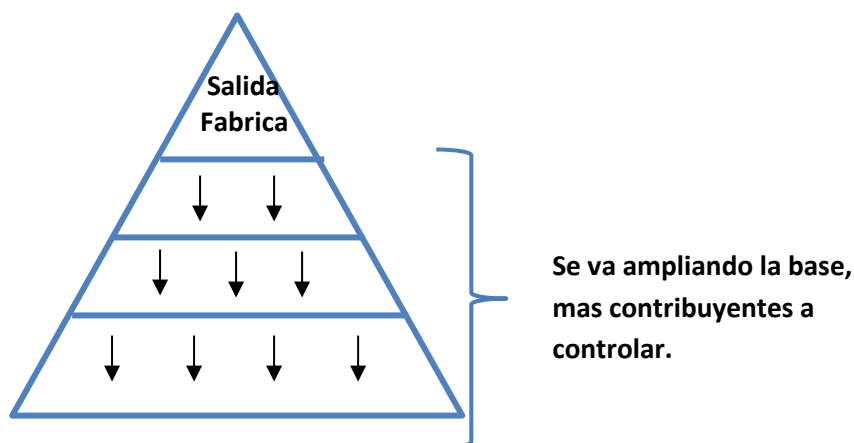 Salida
Fabrica
Se va ampliando la base,
mas contribuyentes a
controlar.